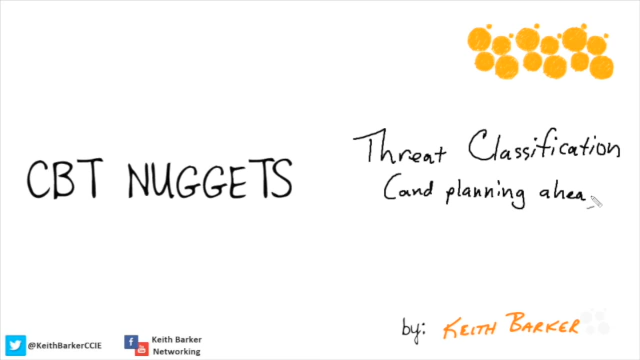 CBT NUGGETS
Threat Classification
(and planning ahea
by: KEITH BARKER
@KeithBarkerCCIE
Keith Barker
Networking